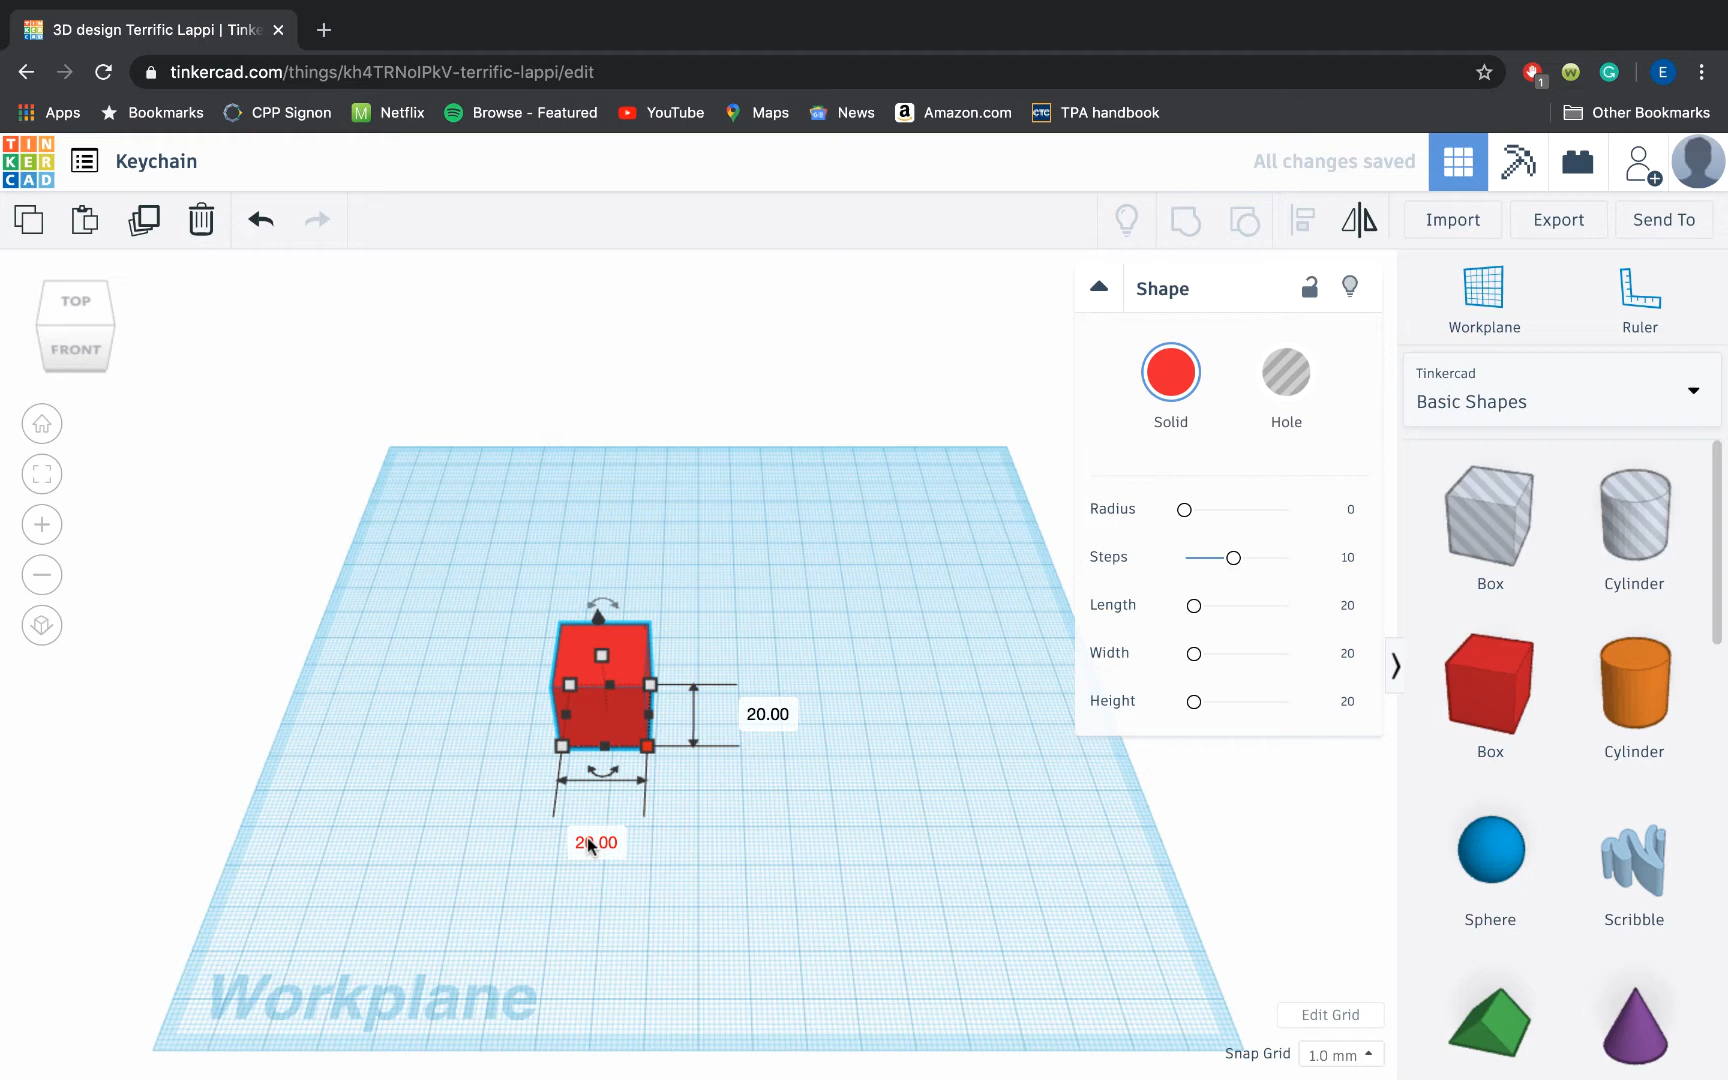 3D design Terrific Lappi | Tinke
tinkercad.com/things/kh4TRNoIPkV-terrific-lappi/edit
1
E
Apps
Bookmarks
CPP Signon
Netflix
Browse - Featured
YouTube
Maps
News
Amazon.com
TPA handbook
Other Bookmarks
TIN
KER
CAD
Keychain
All changes saved
Import
Export
Send To
TOP
FRONT
Shape
Solid
Hole
Radius 0
Steps 10
Length 20
Width 20
Height 20
Workplane
Ruler
Tinkercad
Basic Shapes
Box
Cylinder
Box
Cylinder
Sphere
Scribble
20.00
20.00
Workplane
Edit Grid
Snap Grid 1.0 mm